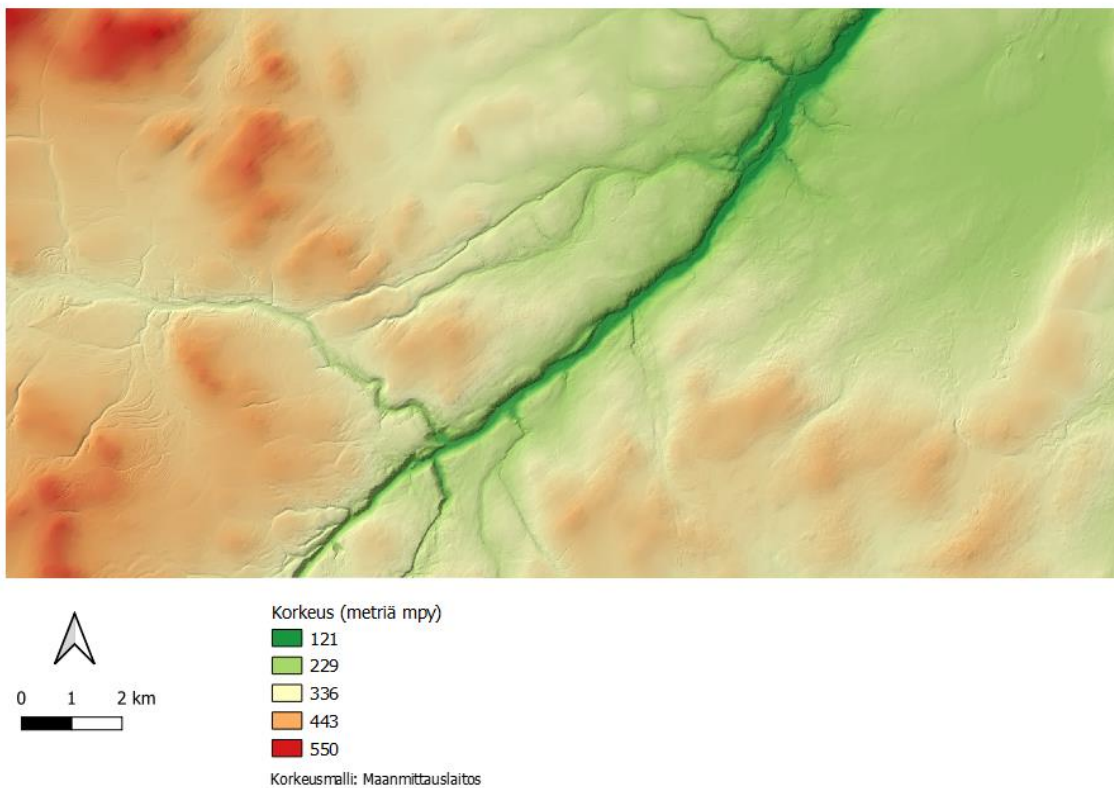 0 1 2 km
Korkeus (metriä mpy)
121
229
336
443
550
Korkeusmalli: Maanmittauslaitos